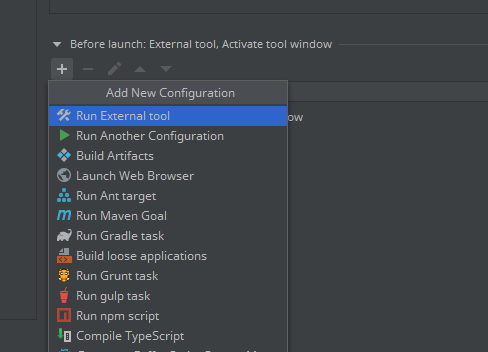 Before launch: External tool, Activate tool window
Add New Configuration
Run External tool
ow
Run Another Configuration
Build Artifacts
Launch Web Browser
Run Ant target
Run Maven Goal
Run Gradle task
Build loose applications
Run Grunt task
Run gulp task
Run npm script
Compile TypeScript